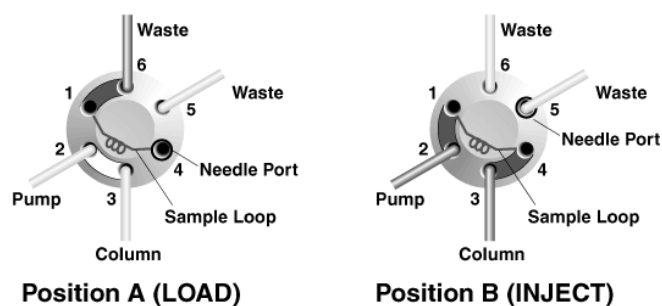 Waste
6
1
5
Waste
2
4
Needle Port
3
Pump
Sample Loop
Column
Position A (LOAD)
Waste
6
1
5
Waste
Needle Port
2
4
3
Pump
Sample Loop
Column
Position B (INJECT)